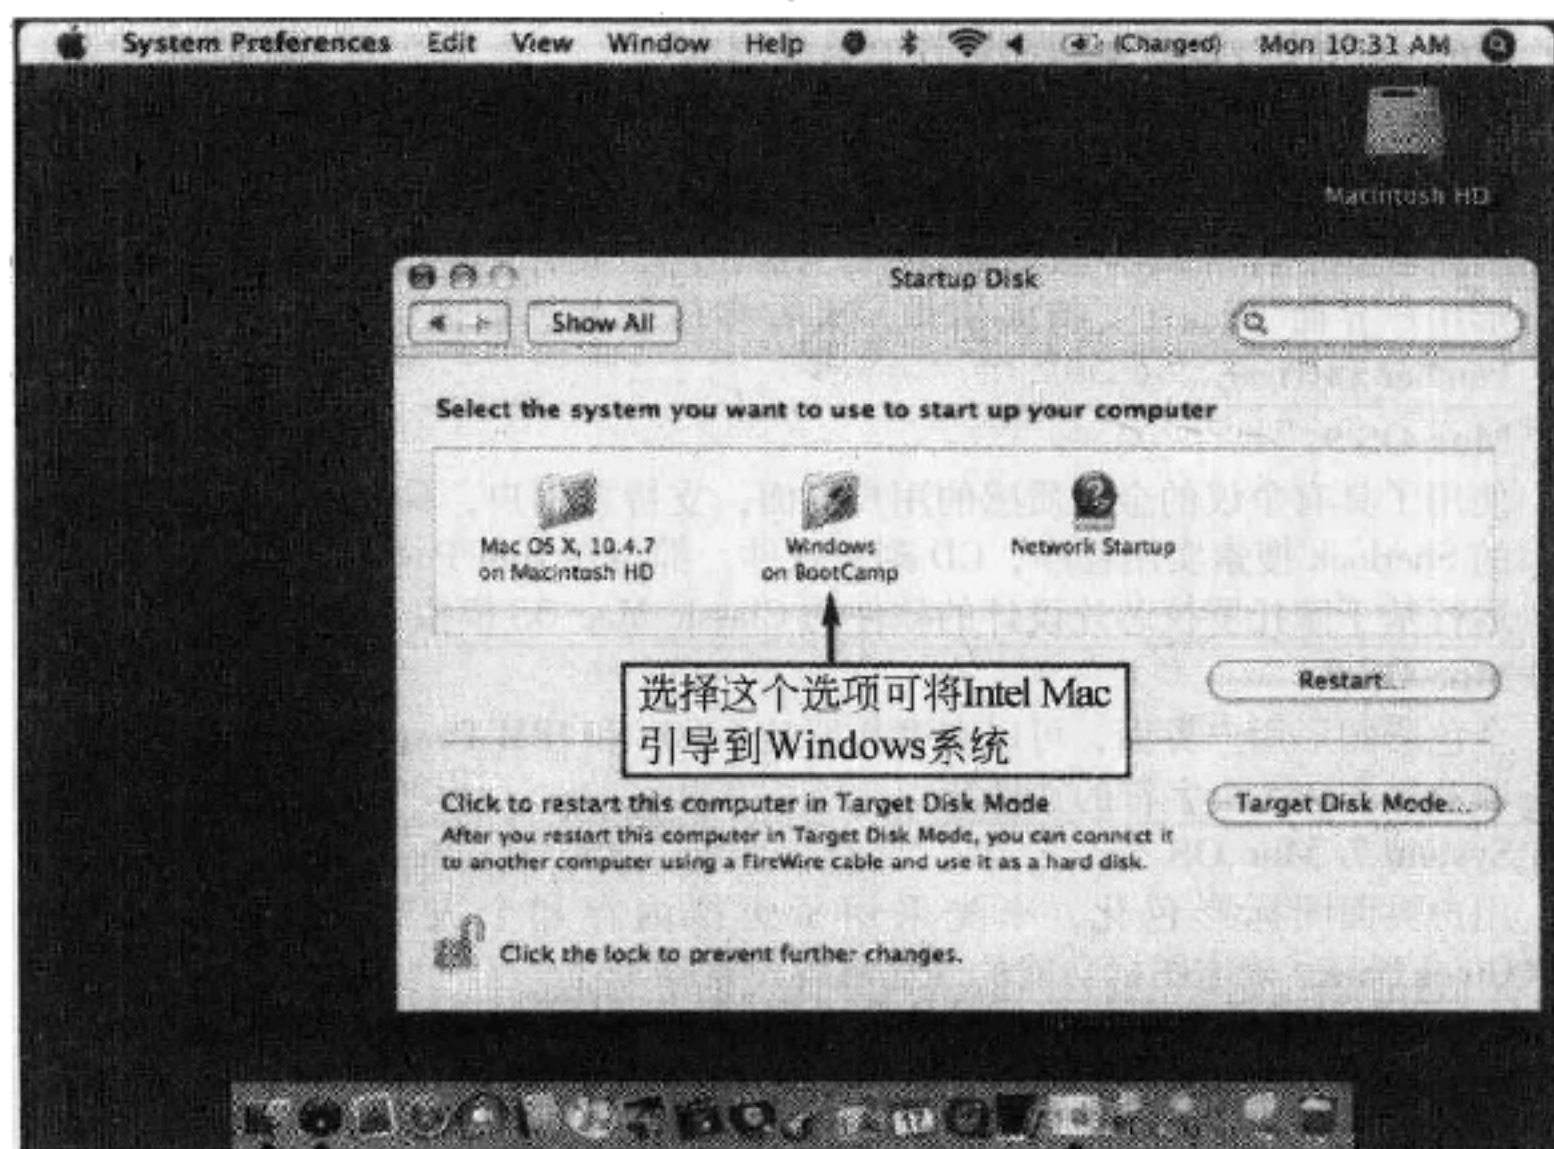 System Preferences Edit View Window Help (Charged) Mon 10:31 AM
Macintosh HD
Startup Disk
Show All
Select the system you want to use to start up your computer
Mac OS X, 10.4.7
on Macintosh HD
Windows
on BootCamp
Network Startup
选择这个选项可将Intel Mac
引导到Windows系统
Restart...
Click to restart this computer in Target Disk Mode
Target Disk Mode...
After you restart this computer in Target Disk Mode, you can connect it
to another computer using a FireWire cable and use it as a hard disk.
Click the lock to prevent further changes.